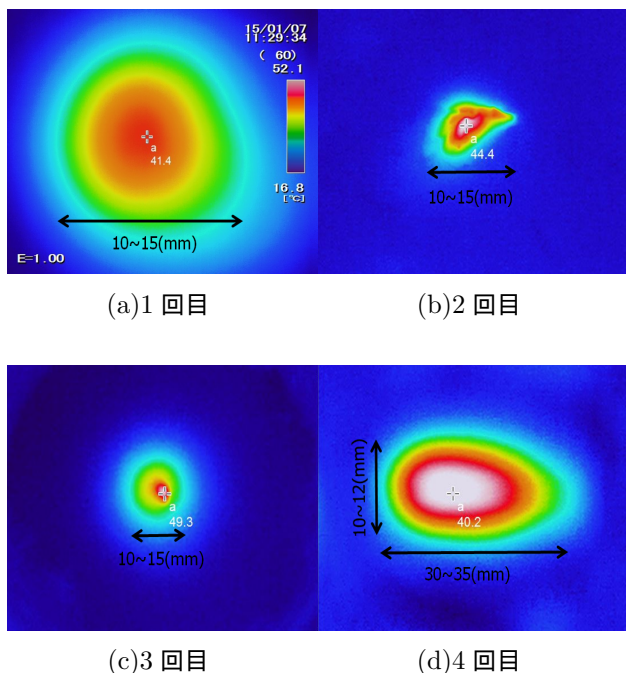 15/01/07
11:29:34
( 60)
52.1
a
41.4
16.8
[℃]
10~15(mm)
E=1.00
(a)1 回目
a
44.4
10~15(mm)
(b)2 回目
a
49.3
10~15(mm)
(c)3 回目
10~12(mm)
a
40.2
30~35(mm)
(d)4 回目